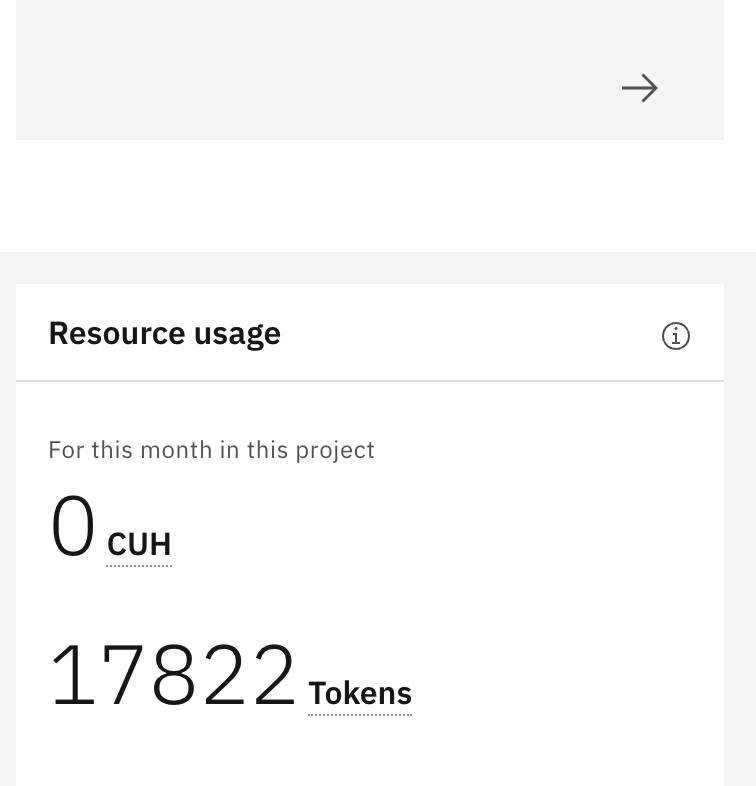 Resource usage
For this month in this project
0 CUH
17822 Tokens